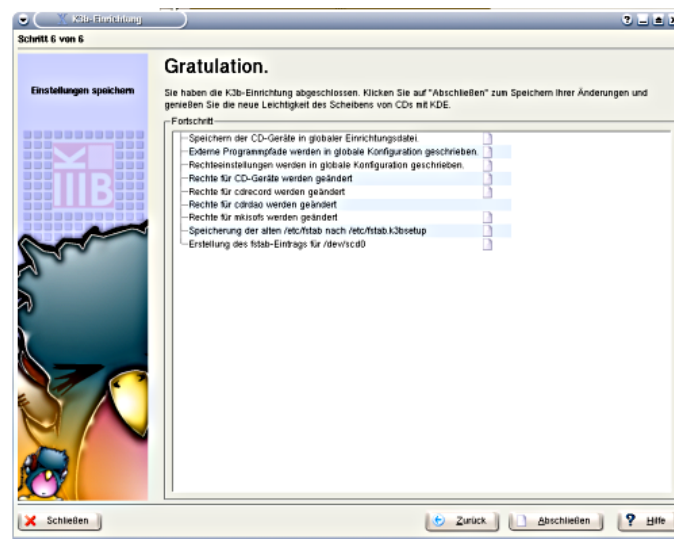 K3b-Einrichtung
Schritt 6 von 6
Einstellungen speichern
Gratulation.
Sie haben die K3b-Einrichtung abgeschlossen. Klicken Sie auf "Abschließen" zum Speichern Ihrer Änderungen und
genießen Sie die neue Leichtigkeit des Scheibens von CDs mit KDE.
Fortschritt
Speichern der CD-Geräte in globaler Einrichtungsdatei.
Externe Programmpfade werden in globale Konfiguration geschrieben.
Rechteeinstellungen werden in globale Konfiguration geschrieben.
Rechte für CD-Geräte werden geändert
Rechte für cdrecord werden geändert
Rechte für cdrdao werden geändert
Rechte für mkisofs werden geändert
Speicherung der alten /etc/fstab nach /etc/fstab.k3bsetup
Erstellung des fstab-Eintrags für /dev/scd0
Schließen
Zurück
Abschließen
Hilfe